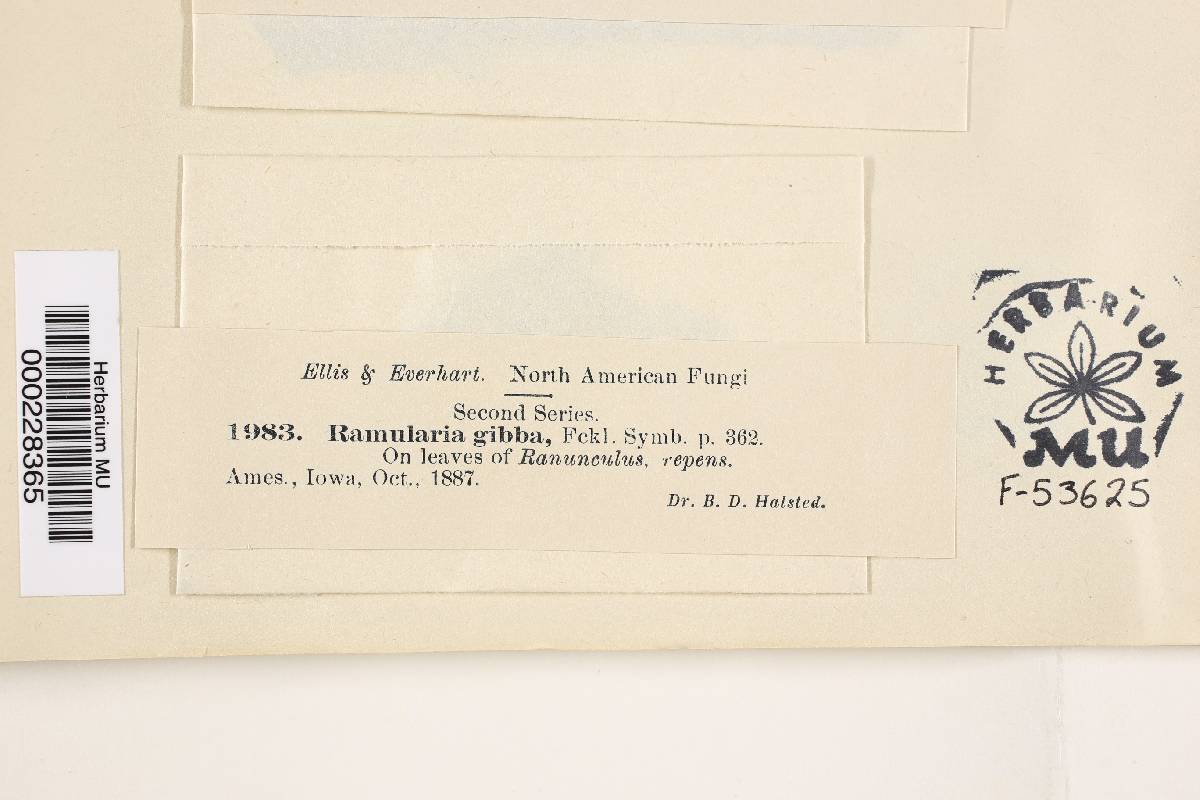 Herbarium MU
000228365
Ellis & Everhart. North American Fungi
Second Series.
1983. Ramularia gibba, Fckl. Symb. p. 362.
On leaves of Ranunculus, repens.
Ames., Iowa, Oct., 1887.
Dr. B. D. Halsted.
HERBARIUM
MU
F-53625